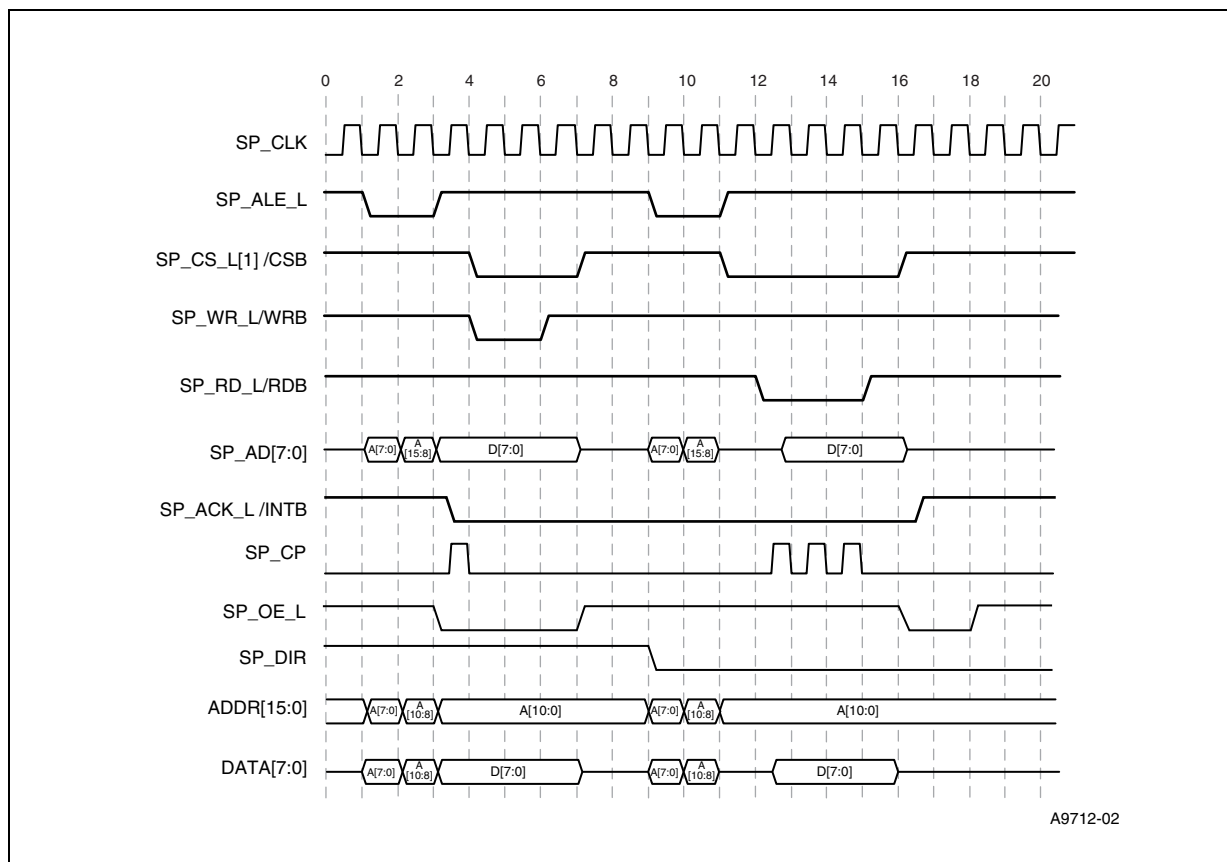 0 2 4 6 8 10 12 14 16 18 20
SP_CLK
SP_ALE_L
SP_CS_L[1] /CSB
SP_WR_L/WRB
SP_RD_L/RDB
SP_AD[7:0] A[7:0] A [15:8] D[7:0] A[7:0] A [15:8] D[7:0]
SP_ACK_L /INTB
SP_CP
SP_OE_L
SP_DIR
ADDR[15:0] A[7:0] A [10:8] A[10:0] A[7:0] A [10:8] A[10:0]
DATA[7:0] A[7:0] A [10:8] D[7:0] A[7:0] A [10:8] D[7:0]
A9712-02